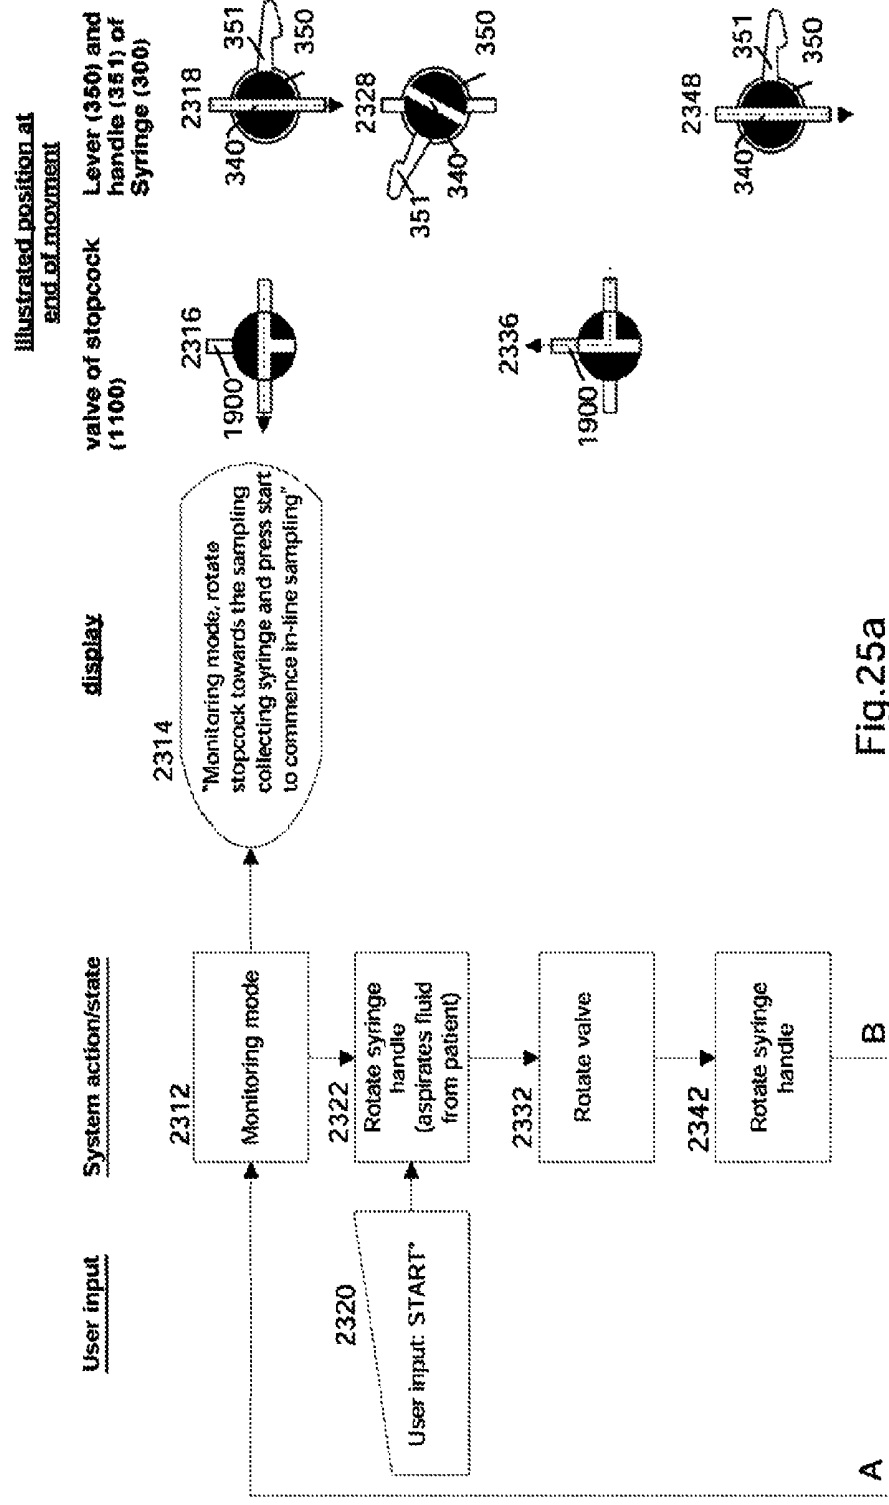 Illustrated position at
end of movment
User input
System action/state
display
valve of stopcock
(1100)
Lever (350) and
handle (351) of
Syringe (300)
2312
Monitoring mode
2314
"Monitoring mode, rotate
stopcock towards the sampling
collecting syringe and press start
to commence in-line sampling"
2316
1900
2318
340
351
350
2320
User input: START"
2322
Rotate syringe
handle
(aspirates fluid
from patient)
2328
351
340
350
2332
Rotate valve
2336
1900
2342
Rotate syringe
handle
2348
340
351
350
A
B
Fig.25a